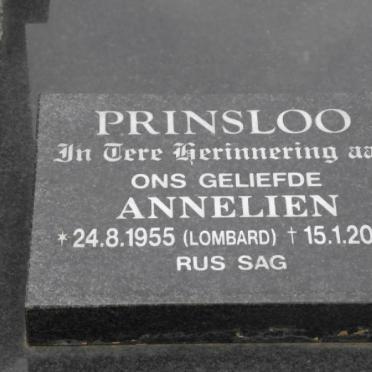 PRINSLOO
In Tere Herinnering aa
ONS GELIEFDE
ANNELIEN
* 24.8.1955 (LOMBARD) † 15.1.20
RUS SAG